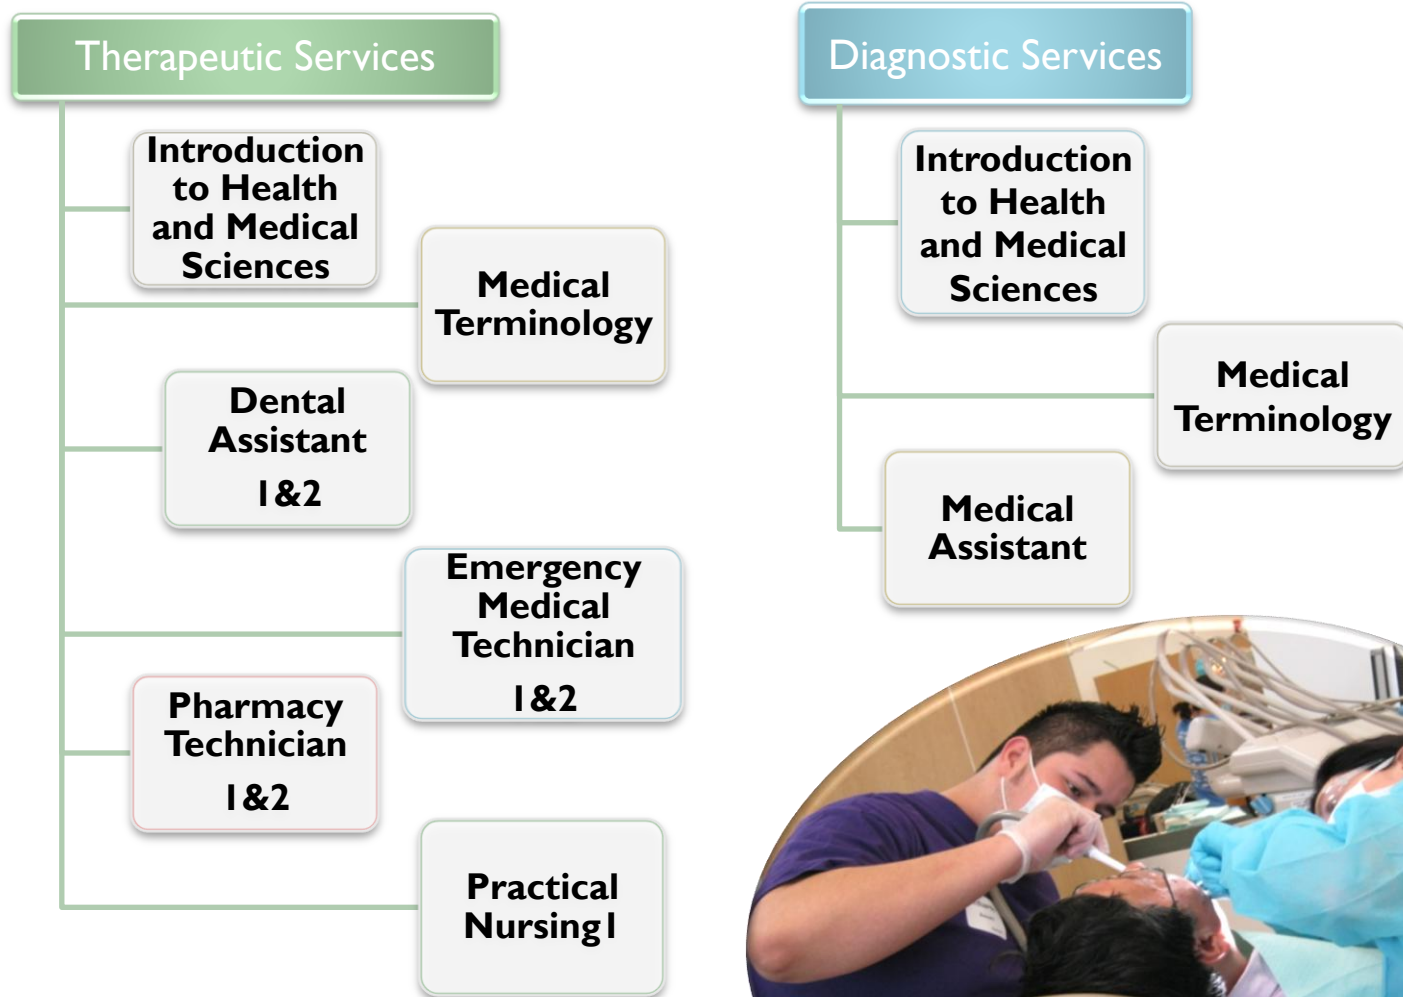 Therapeutic Services
Introduction
to Health
and Medical
Sciences
Medical
Terminology
Dental
Assistant
1&2
Emergency
Medical
Technician
1&2
Pharmacy
Technician
1&2
Practical
Nursing1
Diagnostic Services
Introduction
to Health
and Medical
Sciences
Medical
Terminology
Medical
Assistant